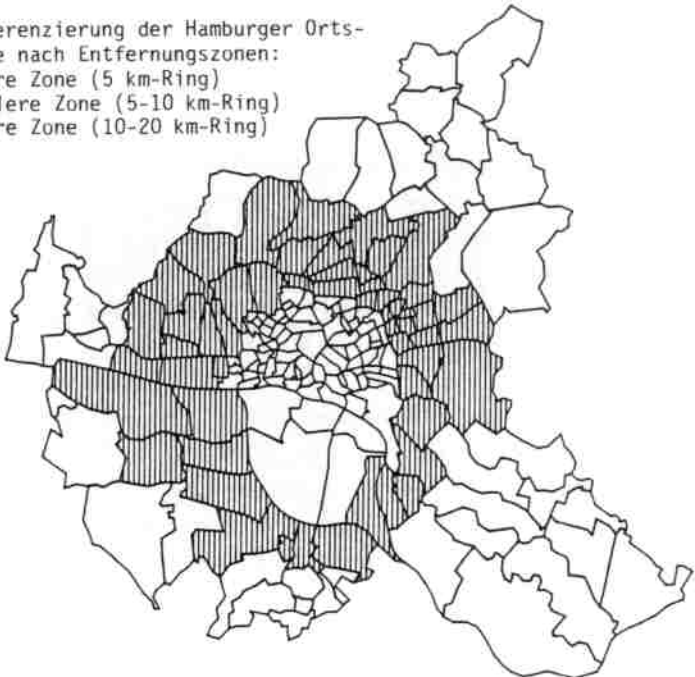 erenzierung der Hamburger Orts-
e nach Entfernungszonen:
re Zone (5 km-Ring)
lere Zone (5-10 km-Ring)
re Zone (10-20 km-Ring)